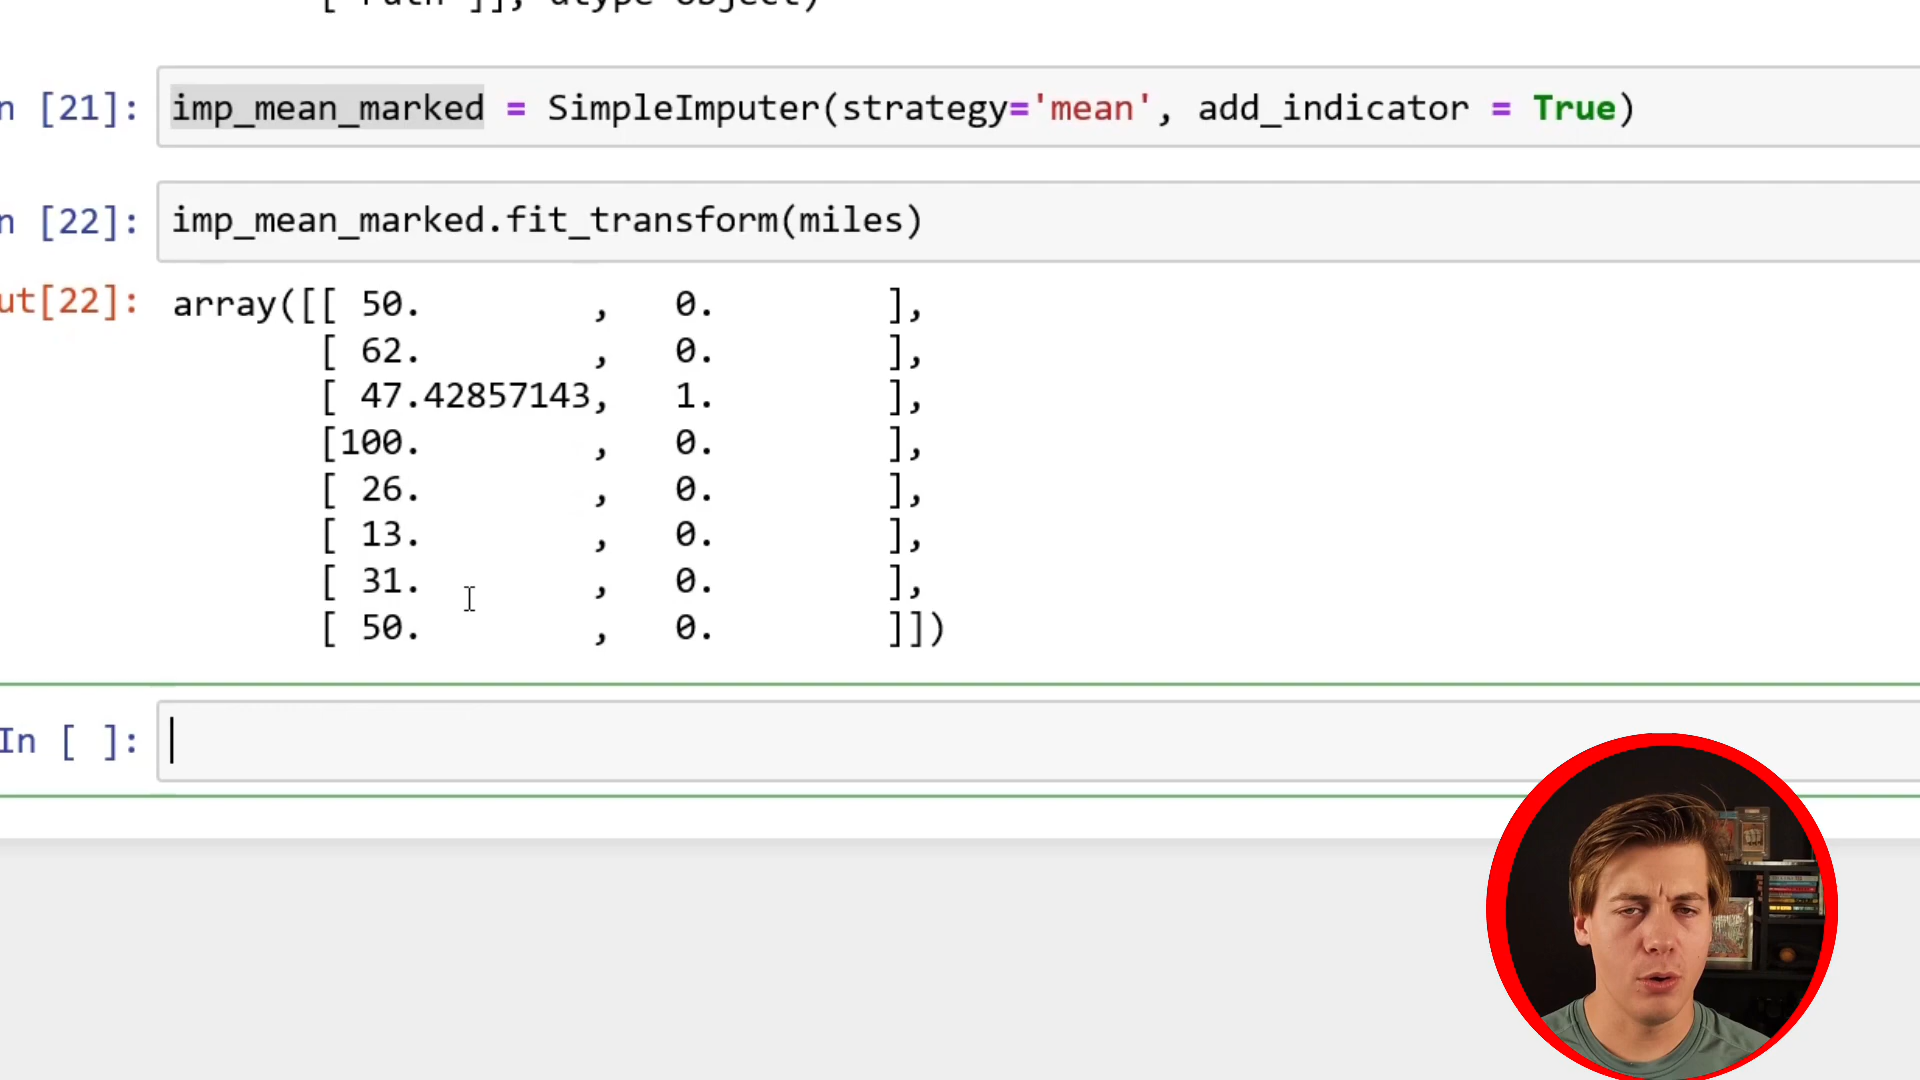 In [21]: imp_mean_marked = SimpleImputer(strategy='mean', add_indicator = True)
n [22]: imp_mean_marked.fit_transform(miles)
ut[22]: array([[ 50. , 0. ],
[ 62. , 0. ],
[ 47.42857143, 1. ],
[100. , 0. ],
[ 26. , 0. ],
[ 13. , 0. ],
[ 31. , 0. ],
[ 50. , 0. ]])
In [ ]: